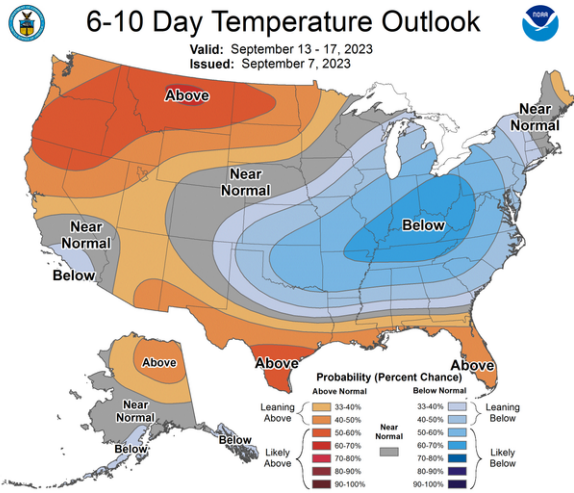 6-10 Day Temperature Outlook
Valid: September 13 - 17, 2023
Issued: September 7, 2023
NOAA
Above
Near
Normal
Near
Normal
Near
Normal
Below
Below
Above
Above
Above
Near
Normal
Below
Below
Probability (Percent Chance)
Above Normal
Below Normal
Leaning
Above
33-40%
40-50%
Likely
Above
50-60%
60-70%
70-80%
80-90%
90-100%
Near
Normal
33-40%
40-50%
Leaning
Below
50-60%
60-70%
70-80%
80-90%
90-100%
Likely
Below